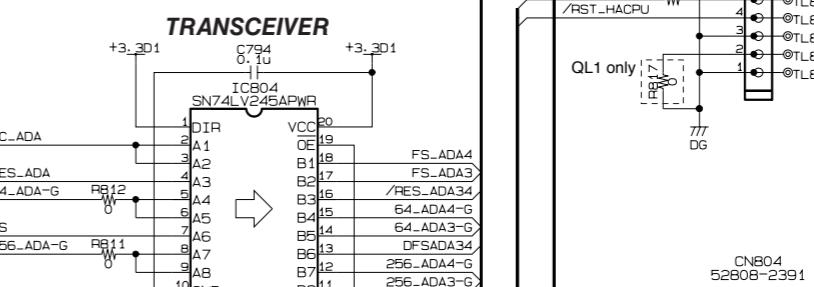 TRANSCEIVER
+3.3D1
C794
0.1u
+3.3D1
IC804
SN74LV245APWR
1 DIR VCC 20
2 A1 OE 19
3 A2 B1 18 FS_ADA4
4 A3 B2 17 FS_ADA3
5 A4 B3 16 /RES_ADA34
6 A5 B4 15 64_ADA4-G
7 A6 B5 14 64_ADA3-G
8 A7 B6 13 DFSADA34
9 A8 B7 12 256_ADA4-G
10 11 256_ADA3-G
C_ADA
ES_ADA
4_ADA-G R812
0
S
56_ADA-G R811
0
/RST_HACPU
4
3
2
1
QL1 only
R817
0
DG
CN804
52808-2391